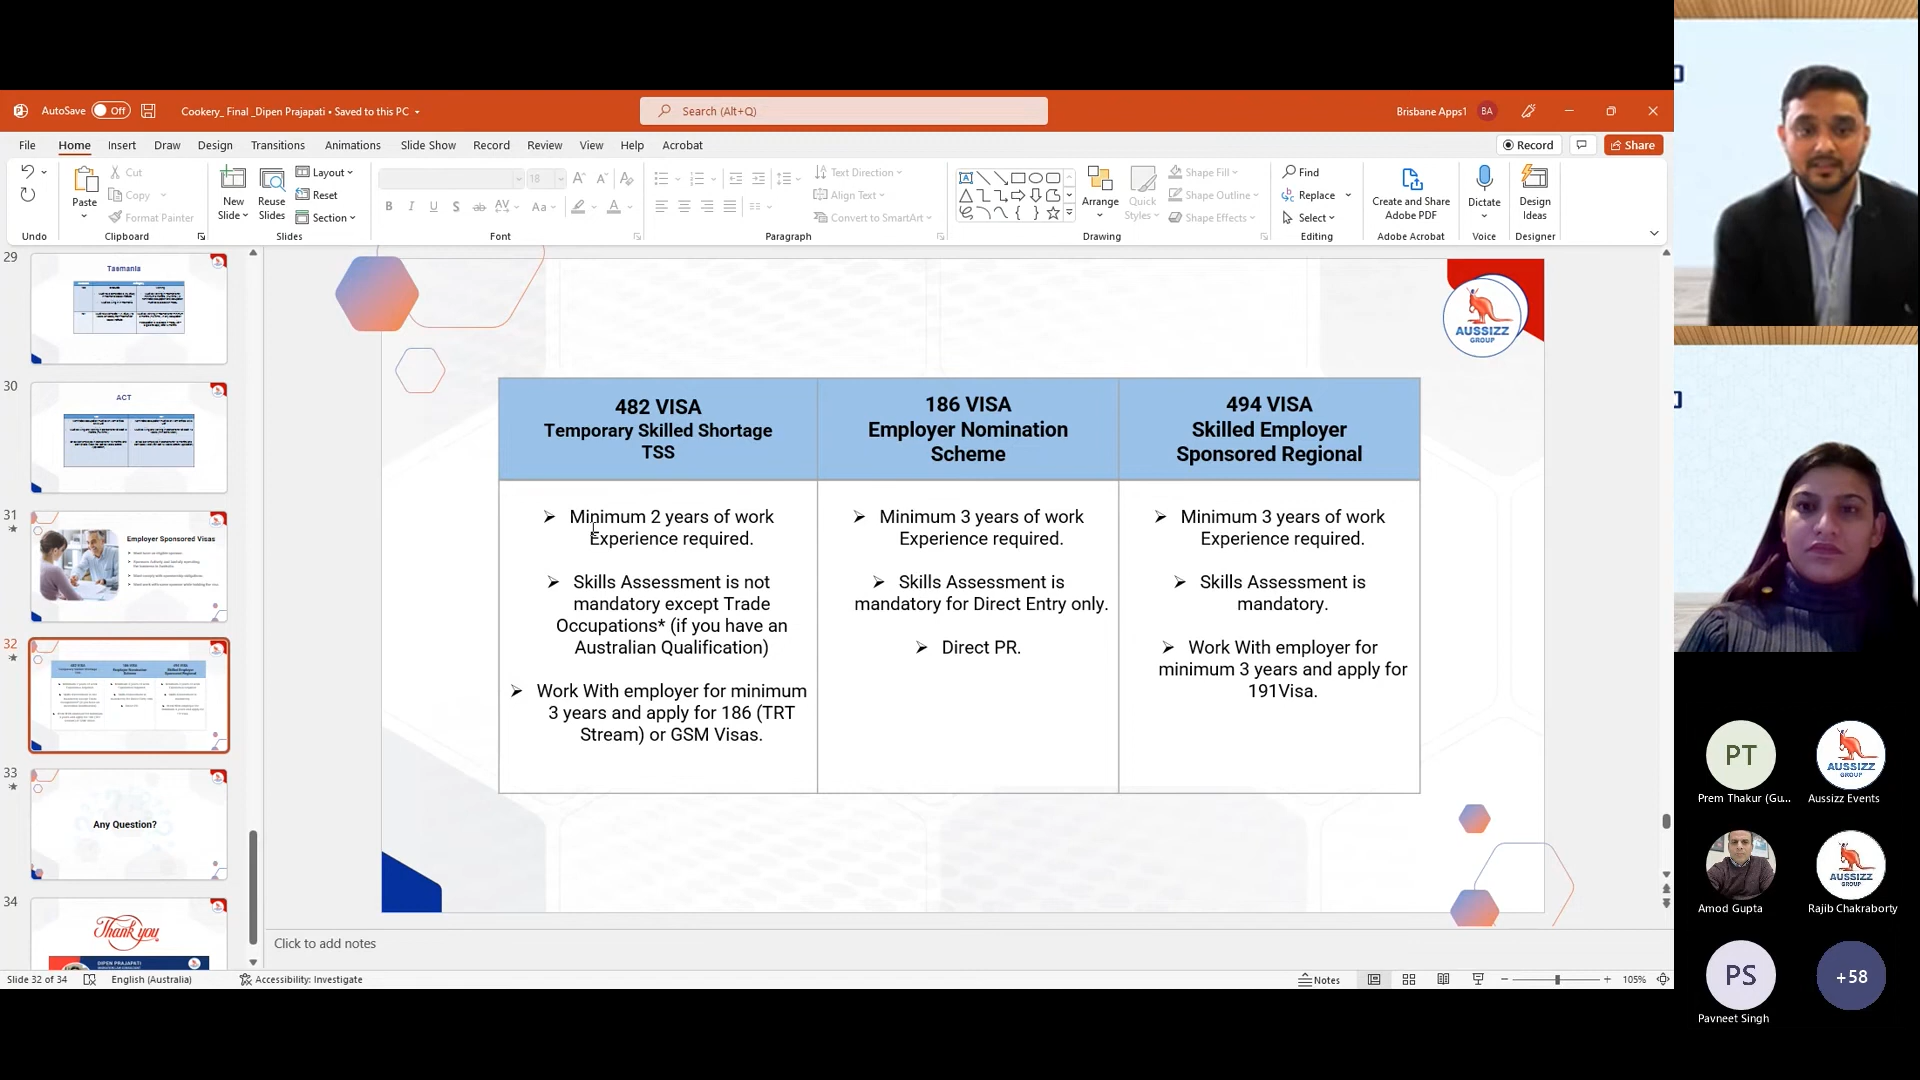 AutoSave Off
Cookery_ Final _Dipen Prajapati • Saved to this PC
Search (Alt+Q)
Brisbane Apps1
BA
File Home Insert Draw Design Transitions Animations Slide Show Record Review View Help Acrobat
Record
Share
Undo
Paste
Cut
Copy
Format Painter
Clipboard
New Slide
Reuse Slides
Layout
Reset
Section
Slides
18
Font
Text Direction
Align Text
Convert to SmartArt
Paragraph
Arrange
Quick Styles
Shape Fill
Shape Outline
Shape Effects
Drawing
Find
Replace
Select
Editing
Create and Share Adobe PDF
Adobe Acrobat
Dictate
Voice
Design Ideas
Designer
29
Tasmania
30
ACT
31
Employer Sponsored Visas
32
33
Any Question?
34
Thank you
DIPEN PRAJAPATI
AUSSIZZ
GROUP
482 VISA
Temporary Skilled Shortage
TSS
186 VISA
Employer Nomination
Scheme
494 VISA
Skilled Employer
Sponsored Regional
Minimum 2 years of work
Experience required.
Skills Assessment is not
mandatory except Trade
Occupations* (if you have an
Australian Qualification)
Work With employer for minimum
3 years and apply for 186 (TRT
Stream) or GSM Visas.
Minimum 3 years of work
Experience required.
Skills Assessment is
mandatory for Direct Entry only.
Direct PR.
Minimum 3 years of work
Experience required.
Skills Assessment is
mandatory.
Work With employer for
minimum 3 years and apply for
191Visa.
Click to add notes
Slide 32 of 34
English (Australia)
Accessibility: Investigate
Notes
105%
PT
Prem Thakur (Gu...
AUSSIZZ
GROUP
Aussizz Events
Amod Gupta
AUSSIZZ
GROUP
Rajib Chakraborty
PS
Pavneet Singh
+58